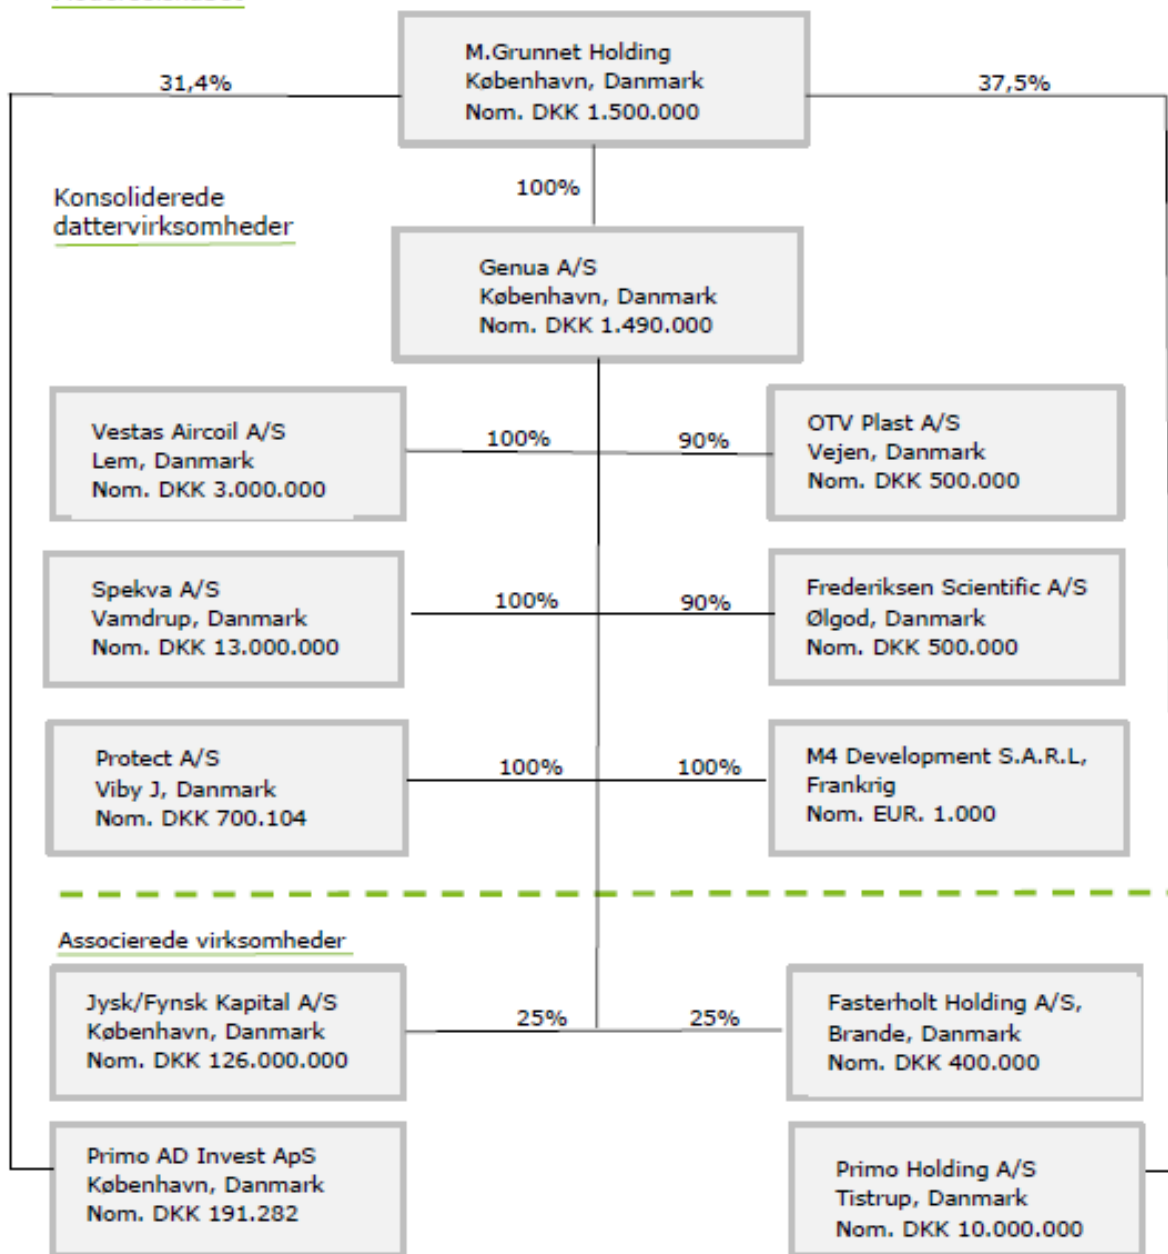 M.Grunnet Holding
København, Danmark
Nom. DKK 1.500.000
31,4%
37,5%
100%
Konsoliderede
dattervirksomheder
Genua A/S
København, Danmark
Nom. DKK 1.490.000
Vestas Aircoil A/S
Lem, Danmark
Nom. DKK 3.000.000
100%
90%
OTV Plast A/S
Vejen, Danmark
Nom. DKK 500.000
Spekva A/S
Vamdrup, Danmark
Nom. DKK 13.000.000
100%
90%
Frederiksen Scientific A/S
Ølgod, Danmark
Nom. DKK 500.000
Protect A/S
Viby J, Danmark
Nom. DKK 700.104
100%
100%
M4 Development S.A.R.L,
Frankrig
Nom. EUR. 1.000
Associerede virksomheder
Jysk/Fynsk Kapital A/S
København, Danmark
Nom. DKK 126.000.000
25%
25%
Fasterholt Holding A/S,
Brande, Danmark
Nom. DKK 400.000
Primo AD Invest ApS
København, Danmark
Nom. DKK 191.282
Primo Holding A/S
Tistrup, Danmark
Nom. DKK 10.000.000